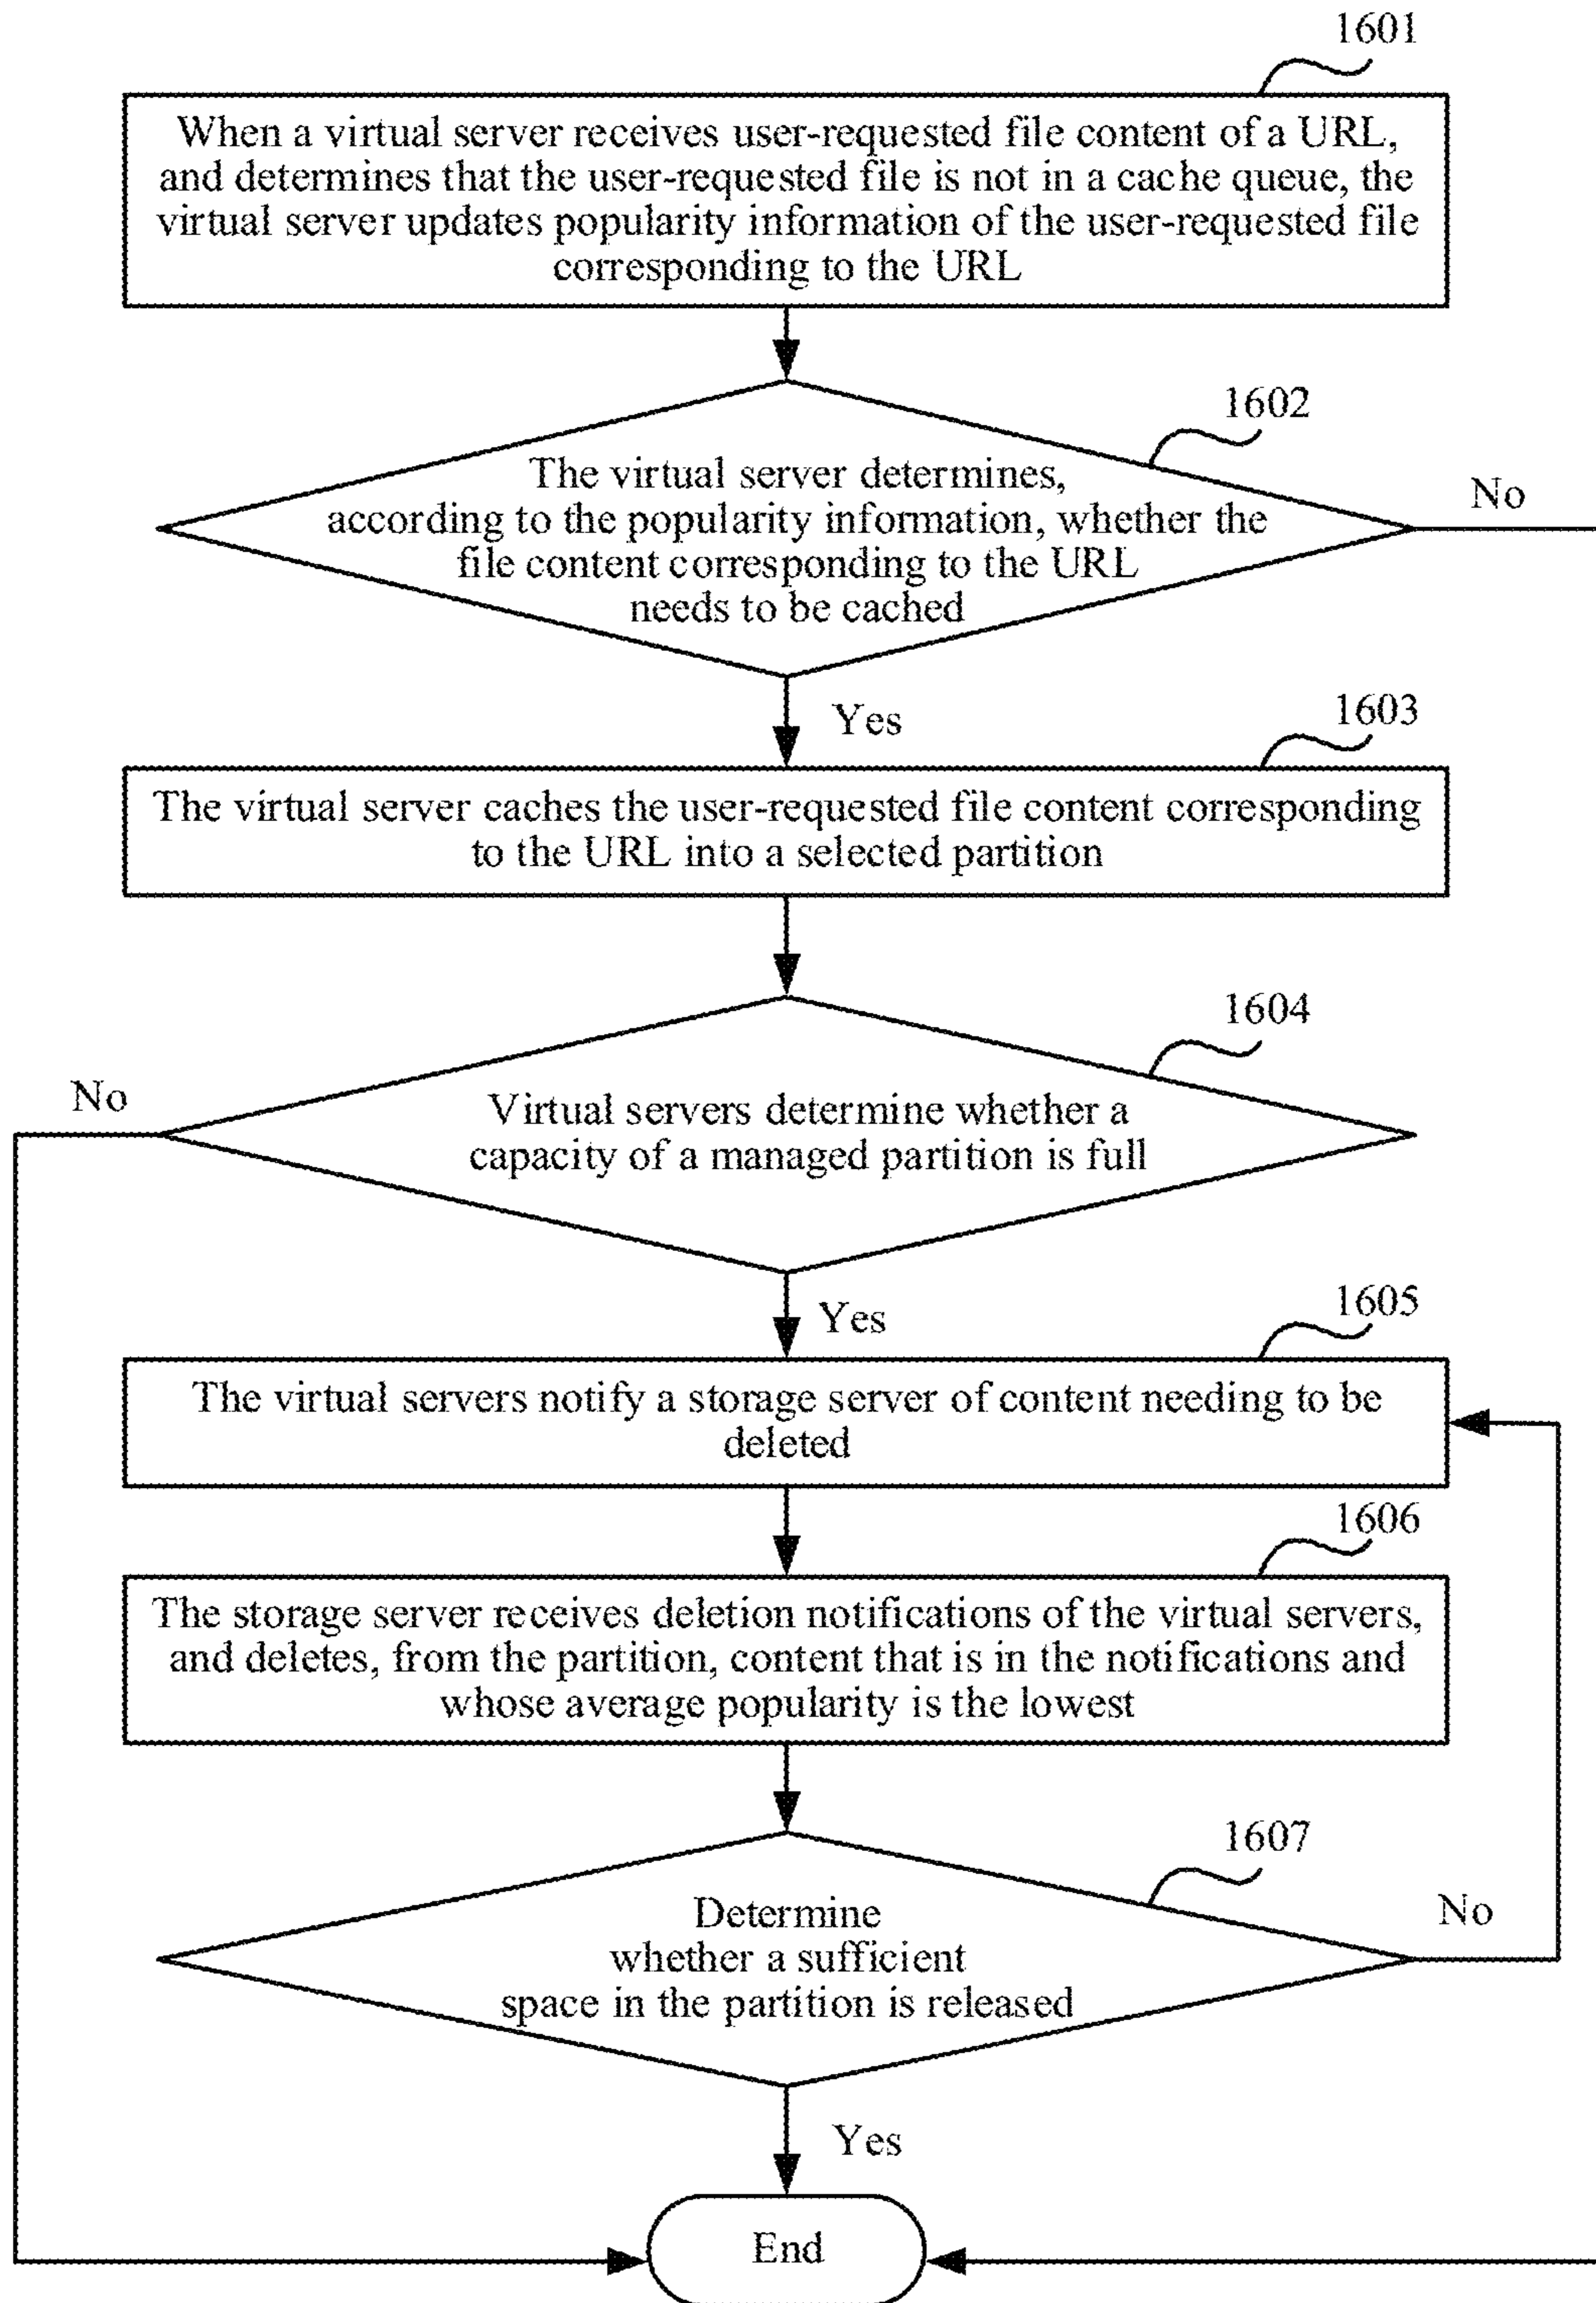 1601
When a virtual server receives user-requested file content of a URL,
and determines that the user-requested file is not in a cache queue, the
virtual server updates popularity information of the user-requested file
corresponding to the URL
1602
The virtual server determines,
according to the popularity information, whether the
file content corresponding to the URL
needs to be cached
No
Yes
1603
The virtual server caches the user-requested file content corresponding
to the URL into a selected partition
1604
No
Virtual servers determine whether a
capacity of a managed partition is full
Yes
1605
The virtual servers notify a storage server of content needing to be
deleted
1606
The storage server receives deletion notifications of the virtual servers,
and deletes, from the partition, content that is in the notifications and
whose average popularity is the lowest
1607
Determine
whether a sufficient
space in the partition is released
No
Yes
End